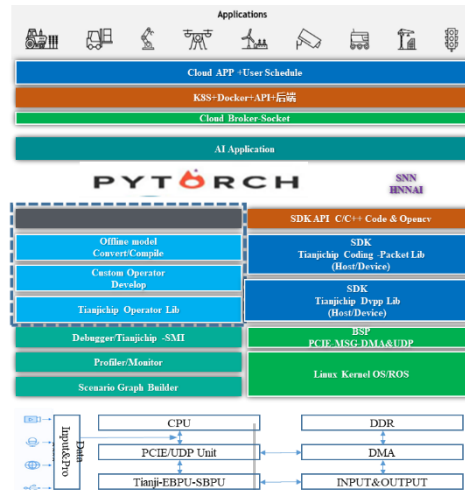 Applications
Cloud APP +User Schedule
K8S+Docker+API+后端
Cloud Broker-Socket
AI Application
PYTORCH
SNN
HNNAI
Offline model
Convert/Compile
Custom Operator
Develop
Tianjichip Operator Lib
Debugger/Tianjichip -SMI
Profiler/Monitor
Scenario Graph Builder
SDK API C/C++ Code & Opencv
SDK
Tianjichip Coding -Packet Lib
(Host/Device)
SDK
Tianjichip Dvpp Lib
(Host/Device)
BSP
PCIE-MSG-DMA&UDP
Linux Kernel OS/ROS
Data
Input&Pro
CPU
DDR
PCIE/UDP Unit
DMA
Tianji-EBPU-SBPU
INPUT&OUTPUT